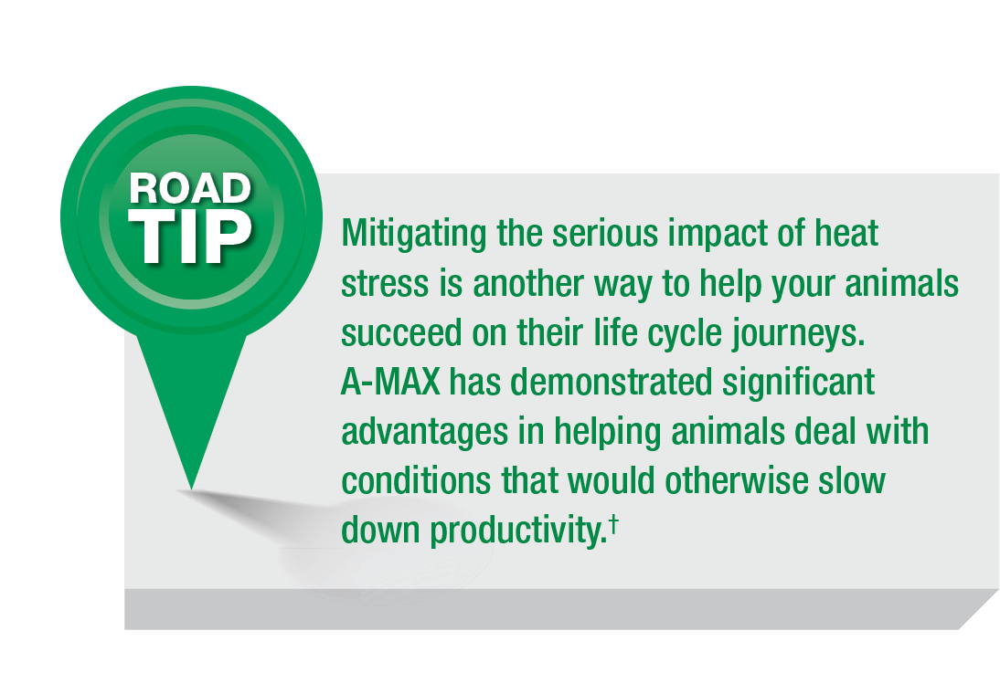 ROAD
TIP
Mitigating the serious impact of heat
stress is another way to help your animals
succeed on their life cycle journeys.
A-MAX has demonstrated significant
advantages in helping animals deal with
conditions that would otherwise slow
down productivity.†